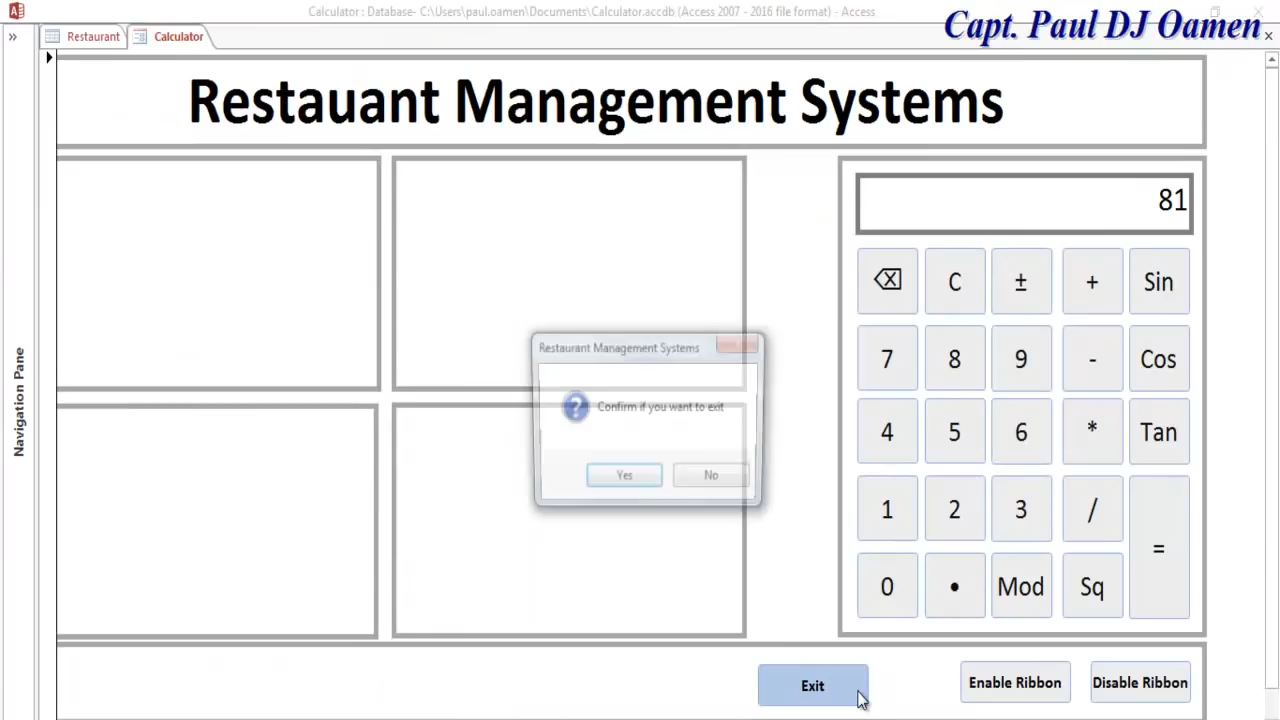 Calculator : Database- C:\Users\paul.oamen\Documents\Calculator.accdb (Access 2007 - 2016 file format) - Access
Capt. Paul DJ Oamen
Restaurant
Calculator
Restauant Management Systems
81
C ± + Sin
7 8 9 - Cos
4 5 6 * Tan
1 2 3 /
=
0 • Mod Sq
Restaurant Management Systems
Confirm if you want to exit
Yes No
Navigation Pane
Exit
Enable Ribbon
Disable Ribbon